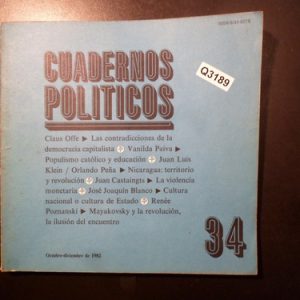 CUADERNOS
POLITICOS
Q3189
Claus Offe ▶ Las contradicciones de la
democracia capitalista ✣ Vanilda Paiva ▶
Populismo católico y educación ✣ Juan Luis
Klein / Orlando Peña ▶ Nicaragua: territorio
y revolución ✣ Juan Castaingts ▶ La violencia
monetaria ✣ José Joaquín Blanco ▶ Cultura
nacional o cultura de Estado ✣ Renée
Poznanski ▶ Mayakovsky y la revolución,
la ilusión del encuentro
34
Octubre-diciembre de 1982